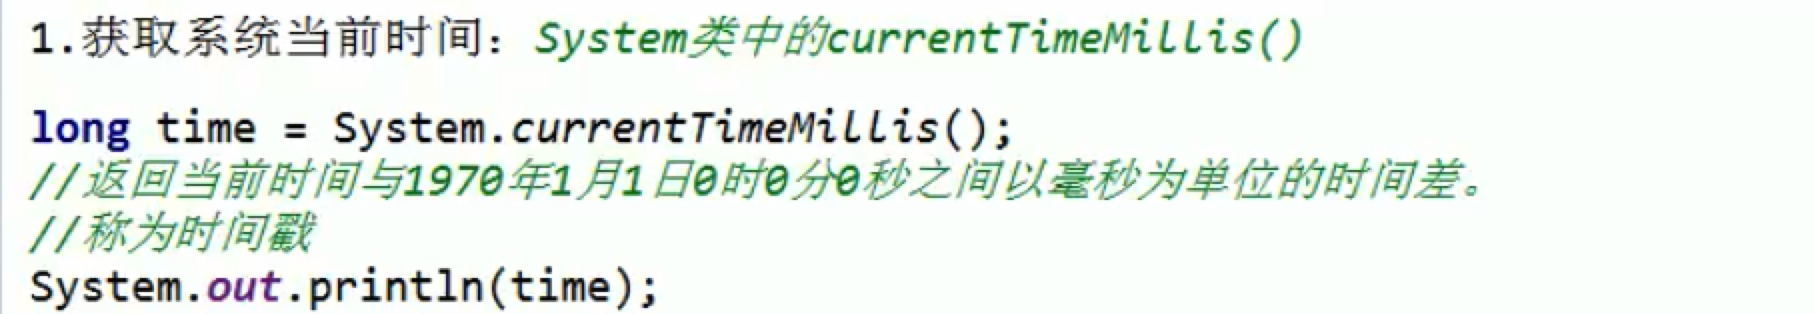 1.获取系统当前时间：System类中的currentTimeMillis()
long time = System.currentTimeMillis();
//返回当前时间与1970年1月1日0时0分0秒之间以毫秒为单位的时间差。
//称为时间戳
System.out.println(time);